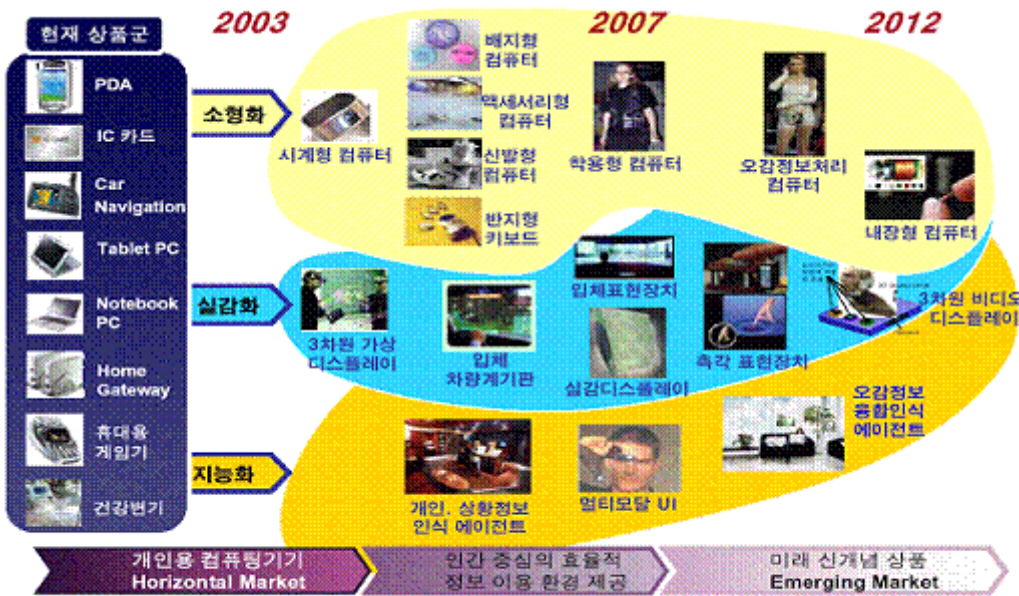 현재 상품군
2003
2007
2012
PDA
IC 카드
Car
Navigation
Tablet PC
Notebook
PC
Home
Gateway
휴대용
게임기
건강변기
소형화
시계형 컴퓨터
배지형
컴퓨터
액세서리형
컴퓨터
신발형
컴퓨터
반지형
키보드
착용형 컴퓨터
오감정보처리
컴퓨터
내장형 컴퓨터
실감화
3차원 가상
디스플레이
입체
차량계기판
입체표현장치
실감디스플레이
촉각 표현장치
3차원 비디오
디스플레이
지능화
개인. 상황정보
인식 에이전트
멀티모달 UI
오감정보
융합인식
에이전트
개인용 컴퓨팅기기
Horizontal Market
인간 중심의 효율적
정보 이용 환경 제공
미래 신개념 상품
Emerging Market